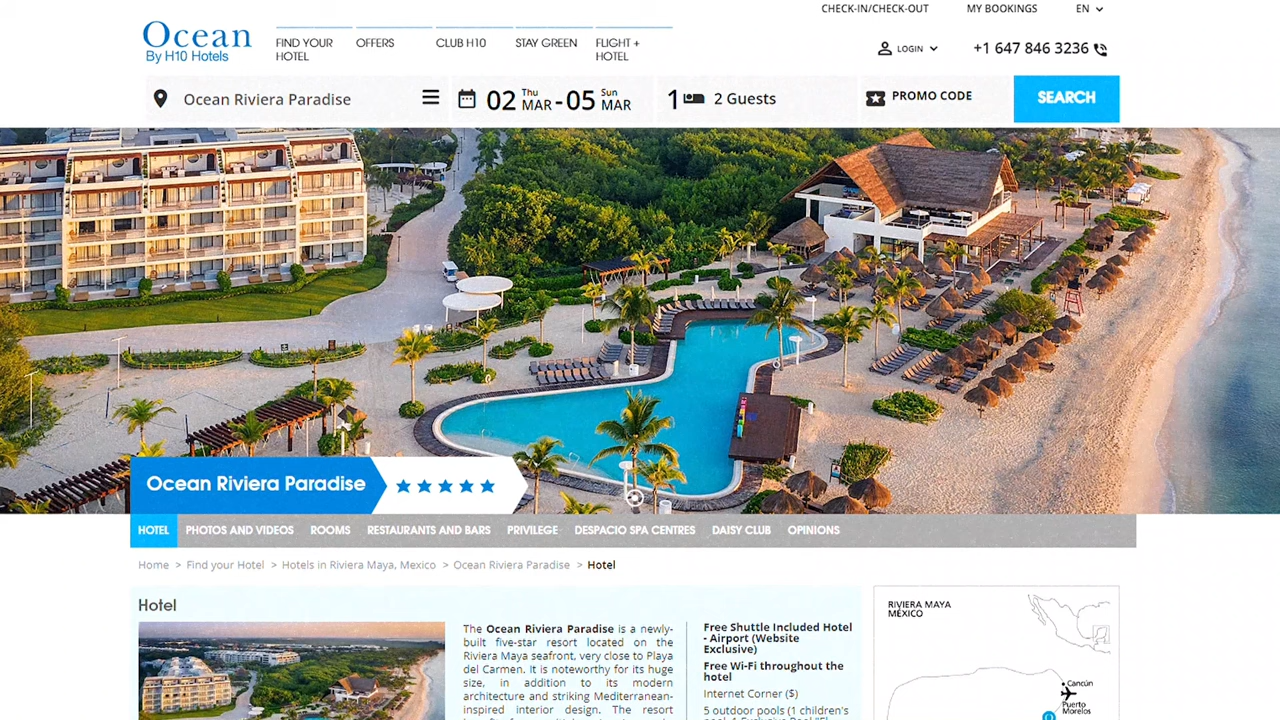 CHECK-IN/CHECK-OUT MY BOOKINGS EN
Ocean
By H10 Hotels
FIND YOUR HOTEL
OFFERS
CLUB H10
STAY GREEN
FLIGHT + HOTEL
LOGIN
+1 647 846 3236
Ocean Riviera Paradise
02 Thu MAR - 05 Sun MAR
1 2 Guests
PROMO CODE
SEARCH
Ocean Riviera Paradise
HOTEL PHOTOS AND VIDEOS ROOMS RESTAURANTS AND BARS PRIVILEGE DESPACIO SPA CENTRES DAISY CLUB OPINIONS
Home > Find your Hotel > Hotels in Riviera Maya, Mexico > Ocean Riviera Paradise > Hotel
Hotel
The Ocean Riviera Paradise is a newly-
built five-star resort located on the
Riviera Maya seafront, very close to Playa
del Carmen. It is noteworthy for its huge
size, in addition to its modern
architecture and striking Mediterranean-
inspired interior design. The resort
Free Shuttle Included Hotel
- Airport (Website
Exclusive)
Free Wi-Fi throughout the
hotel
Internet Corner ($)
5 outdoor pools (1 children's
RIVIERA MAYA
MÉXICO
Cancún
Puerto
Morelos